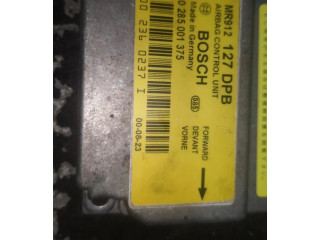 MR912 127 DPB
AIRBAG CONTROL UNIT
BOSCH
Made in Germany
0 285 001 375
00 236 0237 I
00-08-23
FORWARD
DEVANT
VORNE